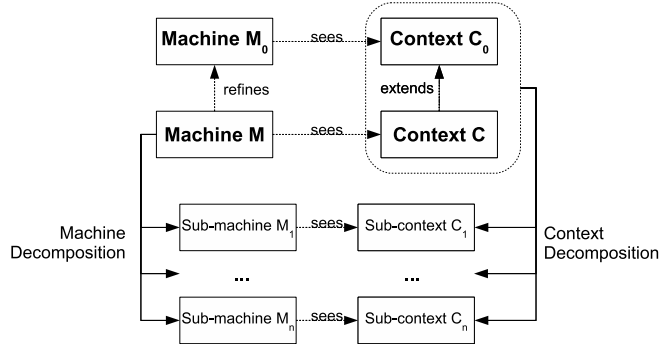 Machine M₀ sees Context C₀
refines extends
Machine M sees Context C
Sub-machine M₁ sees Sub-context C₁
Machine
Decomposition
Context
Decomposition
... ...
Sub-machine Mₙ sees Sub-context Cₙ